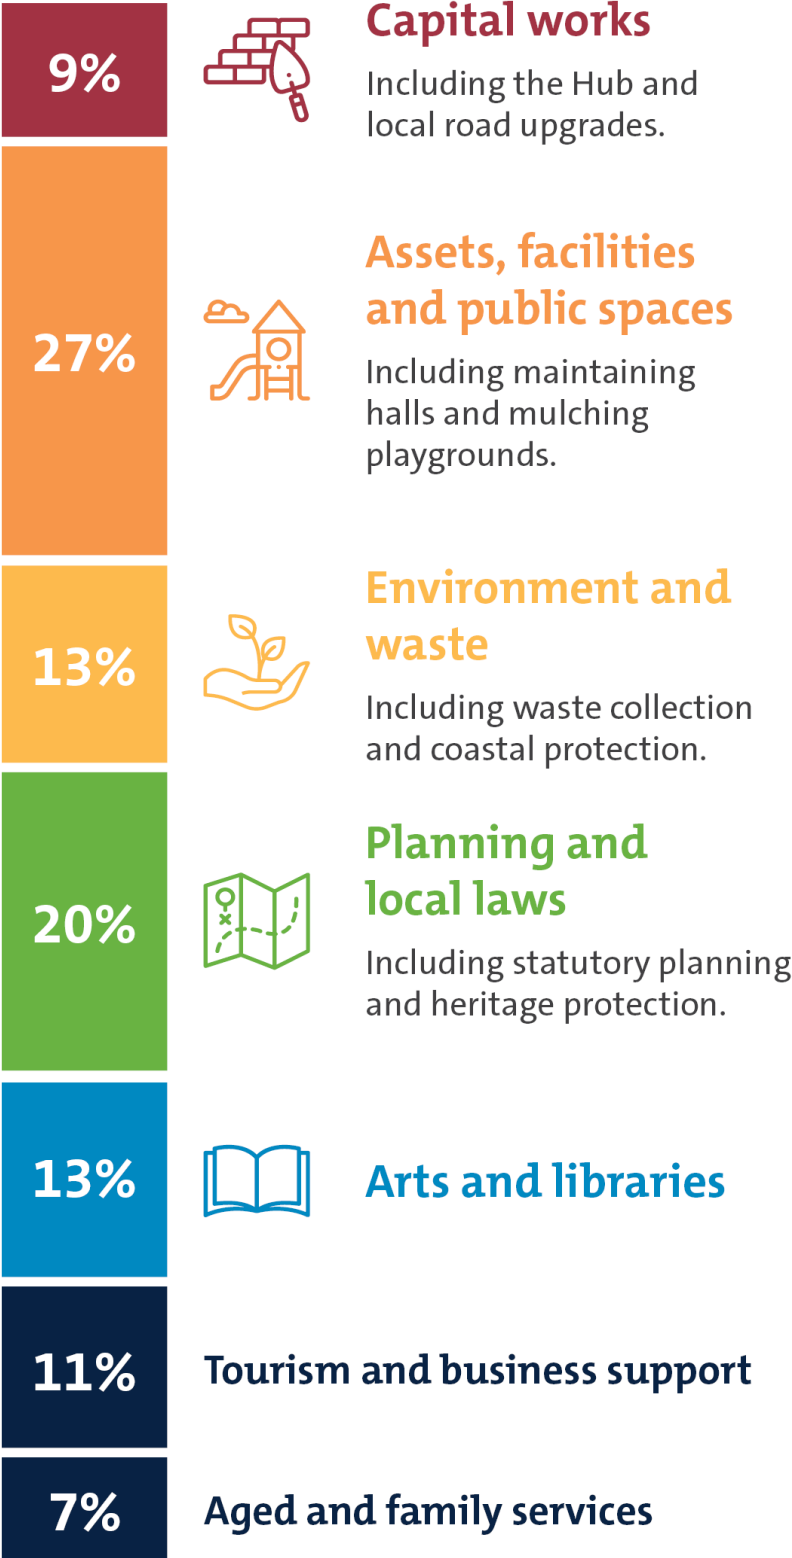 9%
Capital works
Including the Hub and
local road upgrades.
27%
Assets, facilities
and public spaces
Including maintaining
halls and mulching
playgrounds.
13%
Environment and
waste
Including waste collection
and coastal protection.
20%
Planning and
local laws
Including statutory planning
and heritage protection.
13%
Arts and libraries
11%
Tourism and business support
7%
Aged and family services